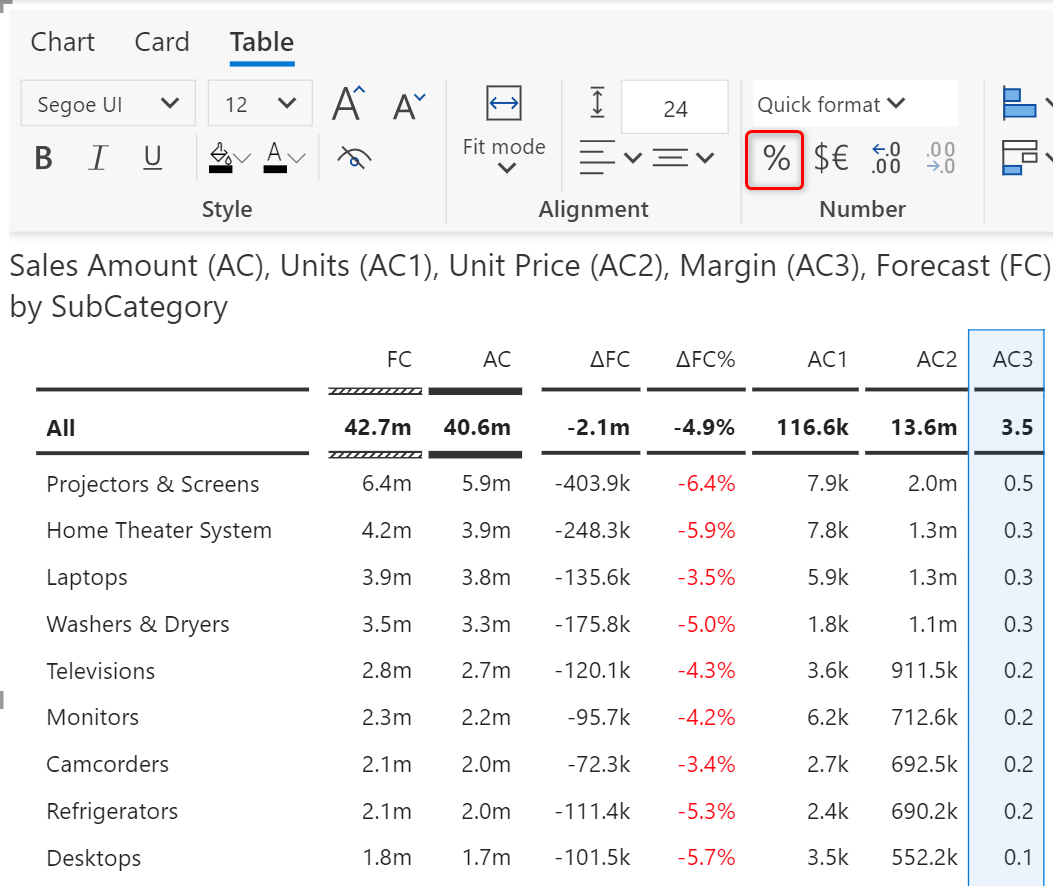 Chart Card Table
Segoe UI 12 A A 24 Quick format
Fit mode
B I U A % $€ .0 .00 .00 .0
Style Alignment Number
Sales Amount (AC), Units (AC1), Unit Price (AC2), Margin (AC3), Forecast (FC)
by SubCategory
FC AC ΔFC ΔFC% AC1 AC2 AC3
All 42.7m 40.6m -2.1m -4.9% 116.6k 13.6m 3.5
Projectors & Screens 6.4m 5.9m -403.9k -6.4% 7.9k 2.0m 0.5
Home Theater System 4.2m 3.9m -248.3k -5.9% 7.8k 1.3m 0.3
Laptops 3.9m 3.8m -135.6k -3.5% 5.9k 1.3m 0.3
Washers & Dryers 3.5m 3.3m -175.8k -5.0% 1.8k 1.1m 0.3
Televisions 2.8m 2.7m -120.1k -4.3% 3.6k 911.5k 0.2
Monitors 2.3m 2.2m -95.7k -4.2% 6.2k 712.6k 0.2
Camcorders 2.1m 2.0m -72.3k -3.4% 2.7k 692.5k 0.2
Refrigerators 2.1m 2.0m -111.4k -5.3% 2.4k 690.2k 0.2
Desktops 1.8m 1.7m -101.5k -5.7% 3.5k 552.2k 0.1